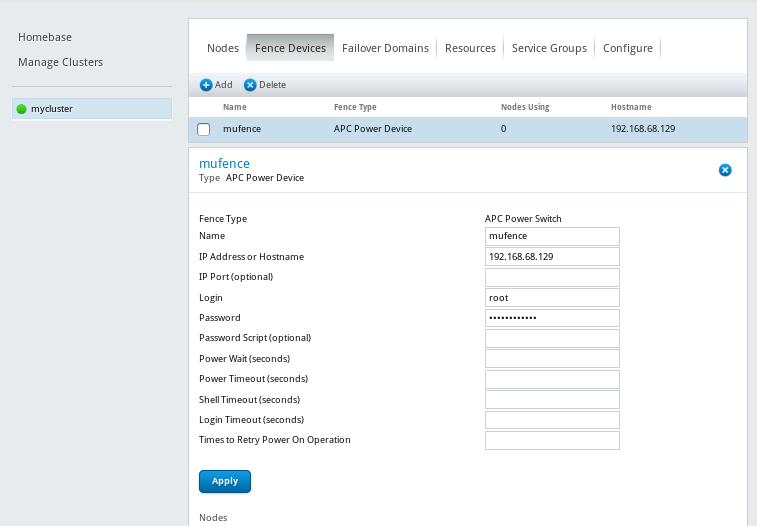 Homebase
Manage Clusters
mycluster
Nodes Fence Devices Failover Domains Resources Service Groups Configure
Add Delete
Name Fence Type Nodes Using Hostname
mufence APC Power Device 0 192.168.68.129
mufence
Type APC Power Device
Fence Type APC Power Switch
Name mufence
IP Address or Hostname 192.168.68.129
IP Port (optional)
Login root
Password ••••••••••••
Password Script (optional)
Power Wait (seconds)
Power Timeout (seconds)
Shell Timeout (seconds)
Login Timeout (seconds)
Times to Retry Power On Operation
Apply
Nodes